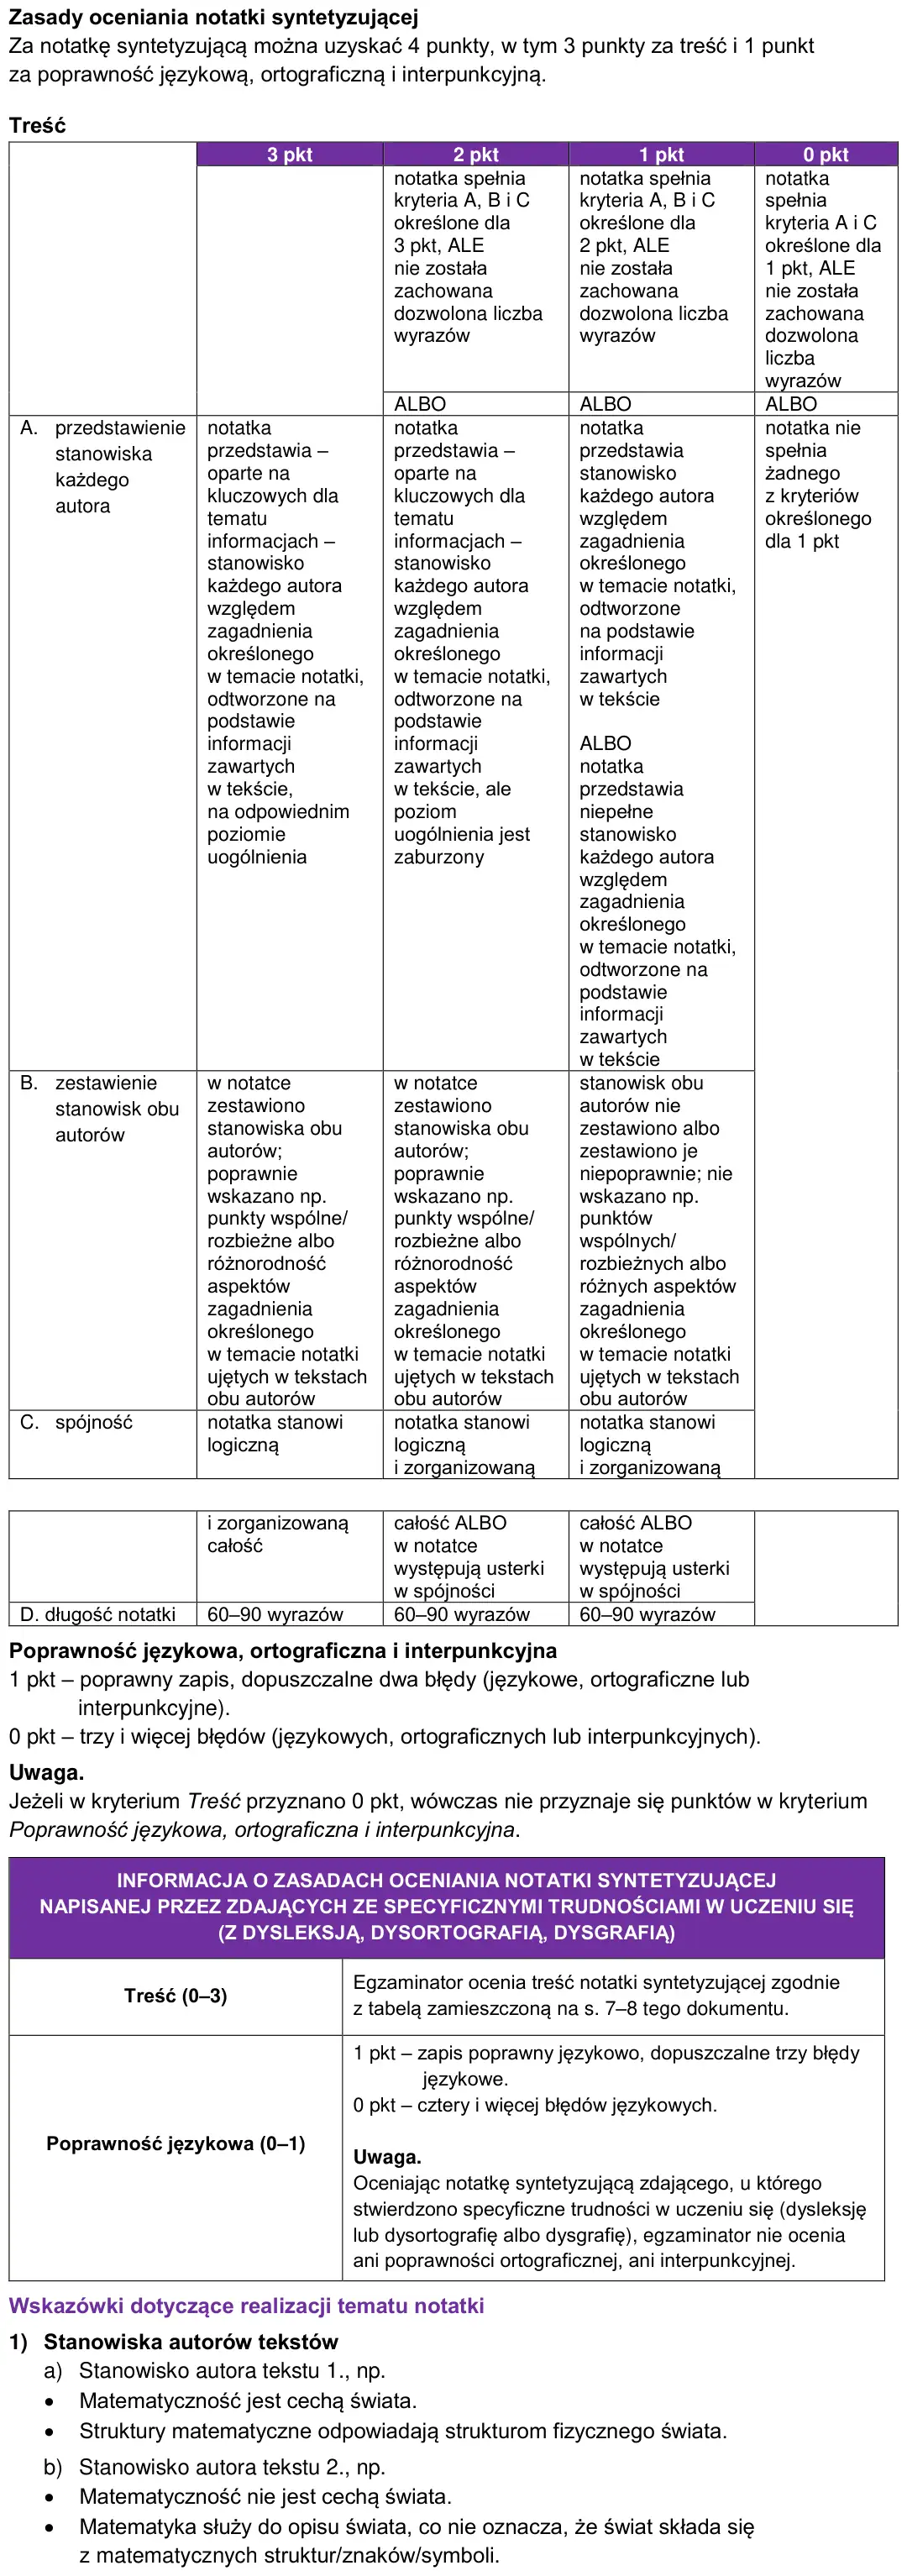 Zasady oceniania notatki syntetyzującej
Za notatkę syntetyzującą można uzyskać 4 punkty, w tym 3 punkty za treść i 1 punkt
za poprawność językową, ortograficzną i interpunkcyjną.
Treść
3 pkt
2 pkt
1 pkt
0 pkt
notatka spełnia
kryteria A, B i C
określone dla
3 pkt, ALE
nie została
zachowana
dozwolona liczba
wyrazów
ALBO
notatka spełnia
kryteria A, B i C
określone dla
2 pkt, ALE
nie została
zachowana
dozwolona liczba
wyrazów
ALBO
notatka
spełnia
kryteria A i C
określone dla
1 pkt, ALE
nie została
zachowana
dozwolona
liczba
wyrazów
ALBO
A. przedstawienie
stanowiska
każdego
autora
notatka
przedstawia –
oparte na
kluczowych dla
tematu
informacjach –
stanowisko
każdego autora
względem
zagadnienia
określonego
w temacie notatki,
odtworzone na
podstawie
informacji
zawartych
w tekście,
na odpowiednim
poziomie
uogólnienia
notatka
przedstawia –
oparte na
kluczowych dla
tematu
informacjach –
stanowisko
każdego autora
względem
zagadnienia
określonego
w temacie notatki,
odtworzone na
podstawie
informacji
zawartych
w tekście, ale
poziom
uogólnienia jest
zaburzony
notatka
przedstawia
stanowisko
każdego autora
względem
zagadnienia
określonego
w temacie notatki,
odtworzone
na podstawie
informacji
zawartych
w tekście
ALBO
notatka
przedstawia
niepełne
stanowisko
każdego autora
względem
zagadnienia
określonego
w temacie notatki,
odtworzone na
podstawie
informacji
zawartych
w tekście
notatka nie
spełnia
żadnego
z kryteriów
określonego
dla 1 pkt
B. zestawienie
stanowisk obu
autorów
w notatce
zestawiono
stanowiska obu
autorów;
poprawnie
wskazano np.
punkty wspólne/
rozbieżne albo
różnorodność
aspektów
zagadnienia
określonego
w temacie notatki
ujętych w tekstach
obu autorów
w notatce
zestawiono
stanowiska obu
autorów;
poprawnie
wskazano np.
punkty wspólne/
rozbieżne albo
różnorodność
aspektów
zagadnienia
określonego
w temacie notatki
ujętych w tekstach
obu autorów
stanowisk obu
autorów nie
zestawiono albo
zestawiono je
niepoprawnie; nie
wskazano np.
punktów
wspólnych/
rozbieżnych albo
różnych aspektów
zagadnienia
określonego
w temacie notatki
ujętych w tekstach
obu autorów
C. spójność
notatka stanowi
logiczną
notatka stanowi
logiczną
i zorganizowaną
notatka stanowi
logiczną
i zorganizowaną
i zorganizowaną
całość
całość ALBO
w notatce
występują usterki
w spójności
całość ALBO
w notatce
występują usterki
w spójności
D. długość notatki
60–90 wyrazów
60–90 wyrazów
60–90 wyrazów
Poprawność językowa, ortograficzna i interpunkcyjna
1 pkt – poprawny zapis, dopuszczalne dwa błędy (językowe, ortograficzne lub
interpunkcyjne).
0 pkt – trzy i więcej błędów (językowych, ortograficznych lub interpunkcyjnych).
Uwaga.
Jeżeli w kryterium Treść przyznano 0 pkt, wówczas nie przyznaje się punktów w kryterium
Poprawność językowa, ortograficzna i interpunkcyjna.
INFORMACJA O ZASADACH OCENIANIA NOTATKI SYNTETYZUJĄCEJ
NAPISANEJ PRZEZ ZDAJĄCYCH ZE SPECYFICZNYMI TRUDNOŚCIAMI W UCZENIU SIĘ
(Z DYSLEKSJĄ, DYSORTOGRAFIĄ, DYSGRAFIĄ)
Treść (0–3)
Egzaminator ocenia treść notatki syntetyzującej zgodnie
z tabelą zamieszczoną na s. 7–8 tego dokumentu.
Poprawność językowa (0–1)
1 pkt – zapis poprawny językowo, dopuszczalne trzy błędy
językowe.
0 pkt – cztery i więcej błędów językowych.
Uwaga.
Oceniając notatkę syntetyzującą zdającego, u którego
stwierdzono specyficzne trudności w uczeniu się (dysleksję
lub dysortografię albo dysgrafię), egzaminator nie ocenia
ani poprawności ortograficznej, ani interpunkcyjnej.
Wskazówki dotyczące realizacji tematu notatki
1) Stanowiska autorów tekstów
a) Stanowisko autora tekstu 1., np.
• Matematyczność jest cechą świata.
• Struktury matematyczne odpowiadają strukturom fizycznego świata.
b) Stanowisko autora tekstu 2., np.
• Matematyczność nie jest cechą świata.
• Matematyka służy do opisu świata, co nie oznacza, że świat składa się
z matematycznych struktur/znaków/symboli.